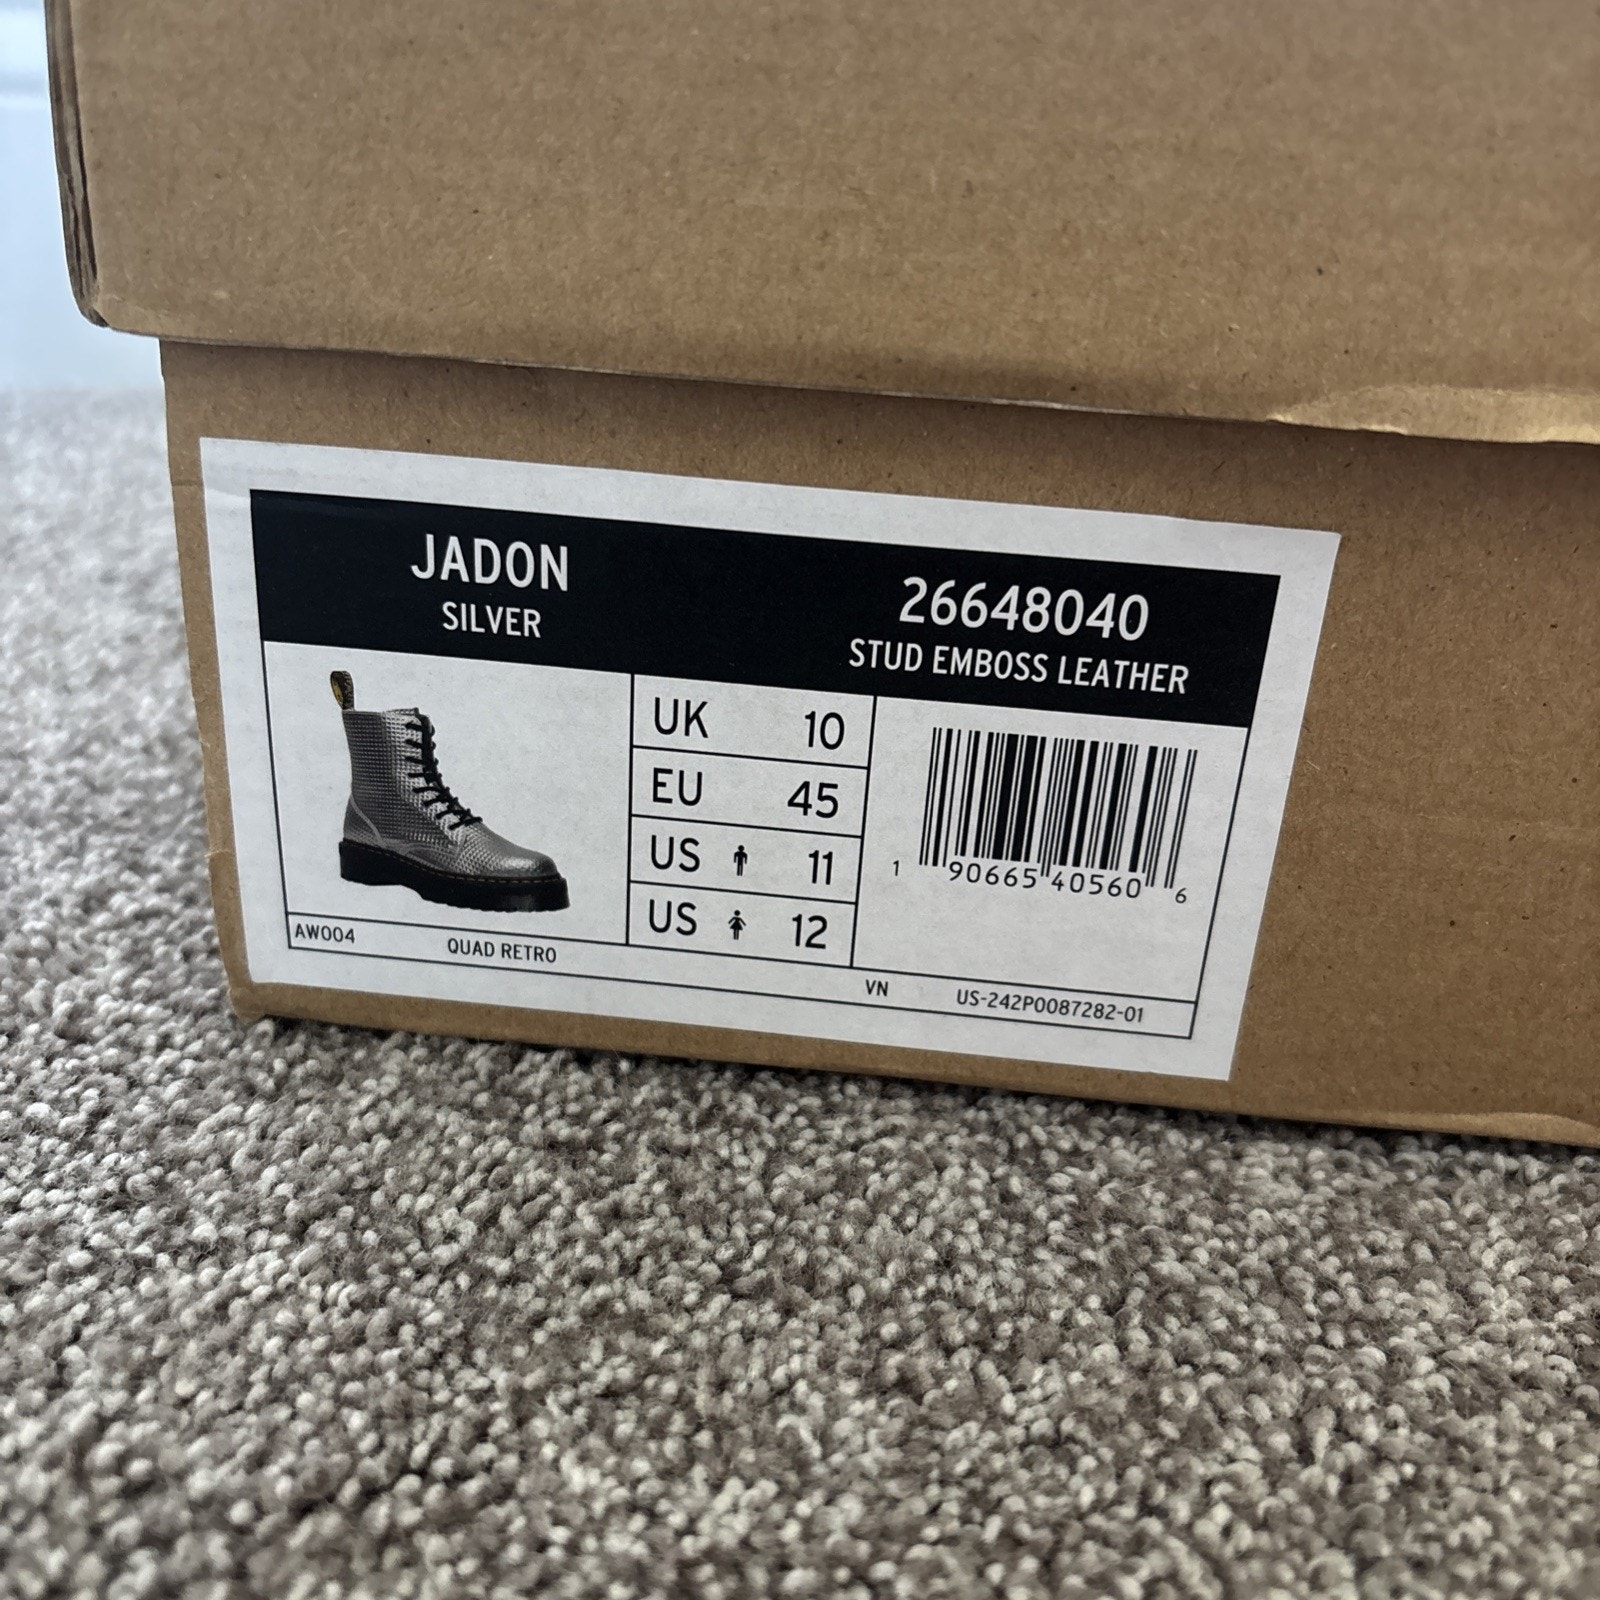 JADON
SILVER
26648040
STUD EMBOSS LEATHER
UK 10
EU 45
US 11
US 12
1 90665 40560 6
AW004
QUAD RETRO
VN
US-242P0087282-01